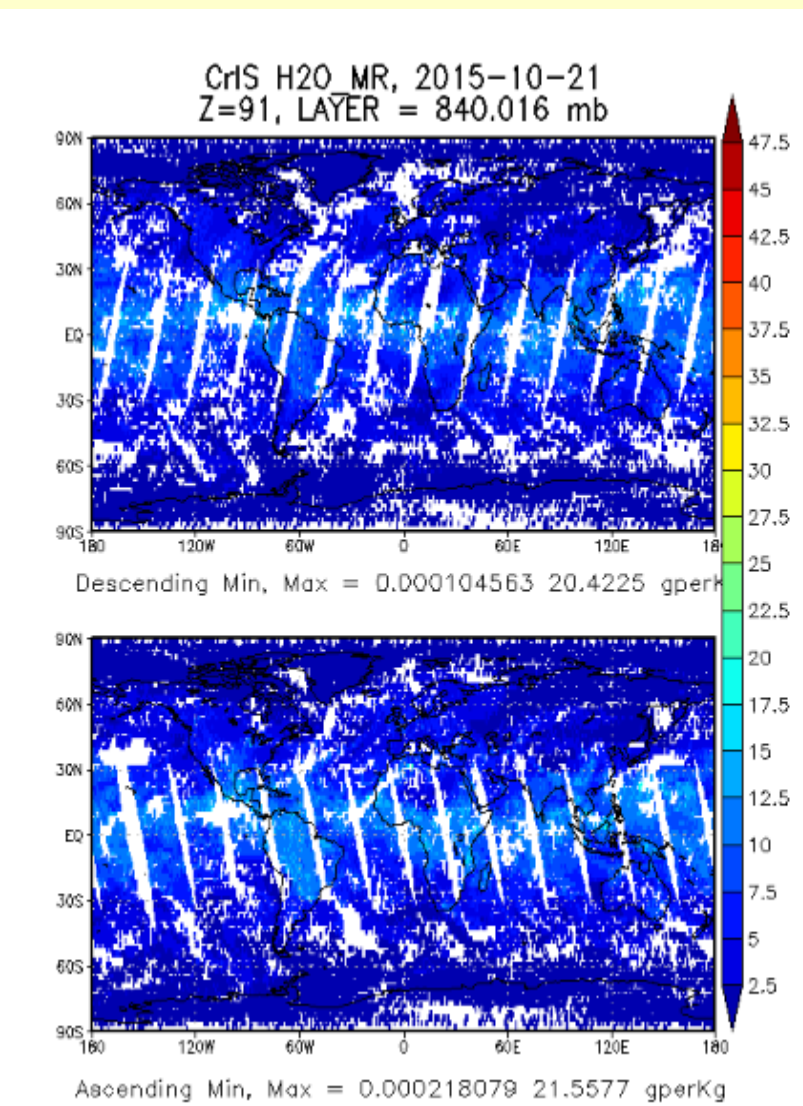 CrIS H2O_MR, 2015-10-21
Z=91, LAYER = 840.016 mb
90N
60N
30N
EQ
30S
60S
90S
180 120W 60W 0 60E 120E 18
Descending Min, Max = 0.000104563 20.4225 gperK
90N
60N
30N
EQ
30S
60S
90S
180 120W 60W 0 60E 120E 180
Ascending Min, Max = 0.000218079 21.5577 gperKg
47.5
45
42.5
40
37.5
35
32.5
30
27.5
25
22.5
20
17.5
15
12.5
10
7.5
5
2.5